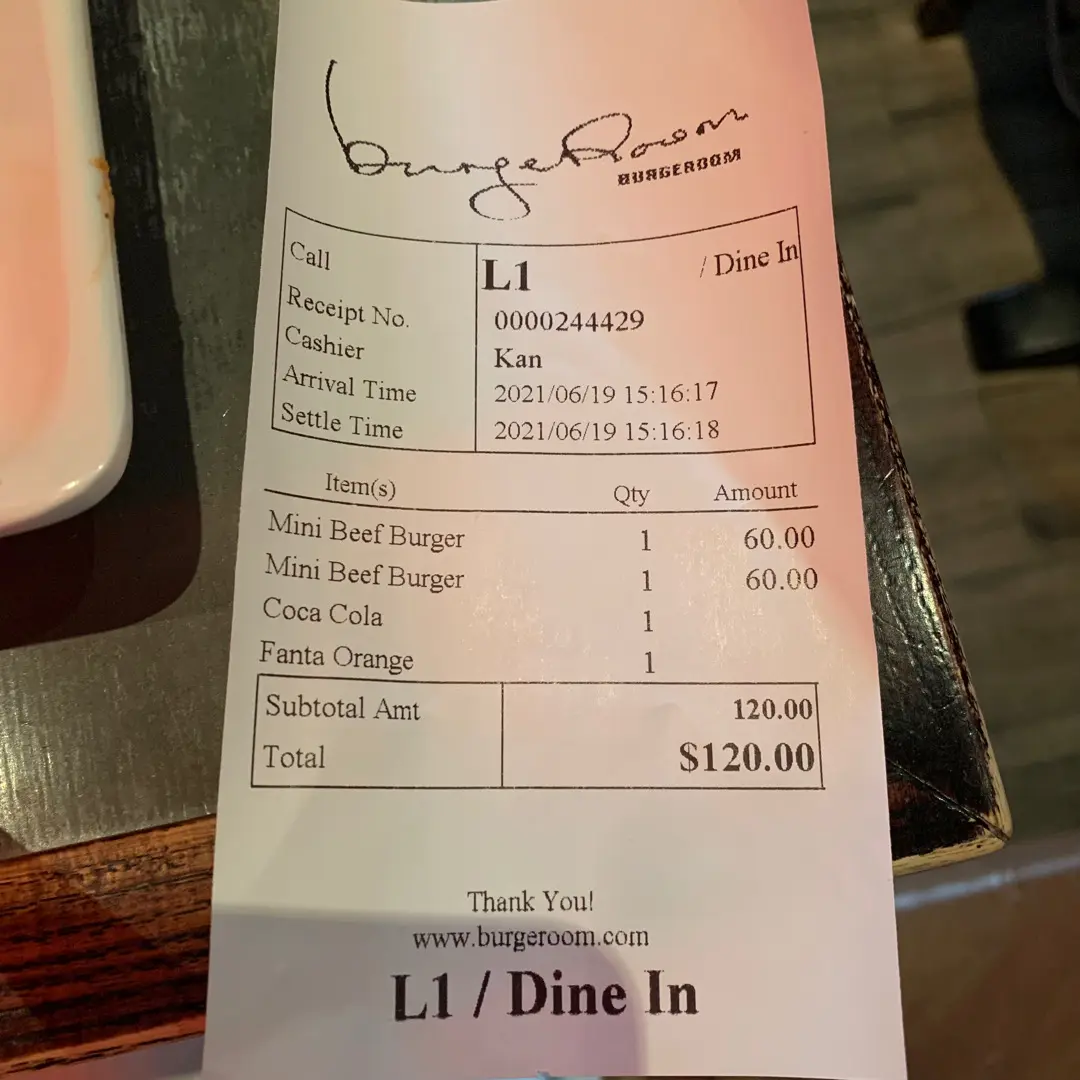 burgeRoom
BURGEROOM
Call L1 / Dine In
Receipt No. 0000244429
Cashier Kan
Arrival Time 2021/06/19 15:16:17
Settle Time 2021/06/19 15:16:18
Item(s) Qty Amount
Mini Beef Burger 1 60.00
Mini Beef Burger 1 60.00
Coca Cola 1
Fanta Orange 1
Subtotal Amt 120.00
Total $120.00
Thank You!
www.burgeroom.com
L1 / Dine In